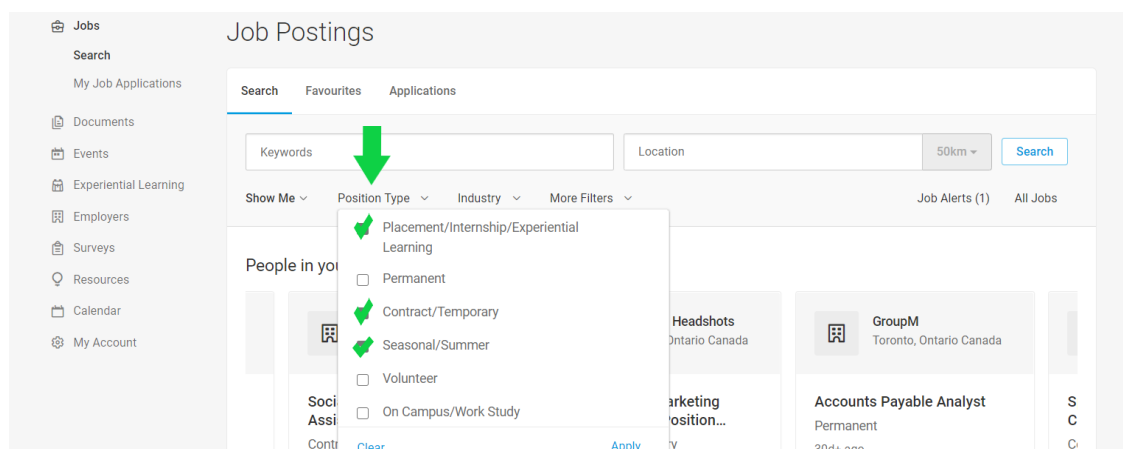 Jobs
Search
My Job Applications
Documents
Events
Experiential Learning
Employers
Surveys
Resources
Calendar
My Account
Job Postings
Search Favourites Applications
Keywords
Location
50km
Search
Show Me
Position Type
Industry
More Filters
Job Alerts (1)
All Jobs
Placement/Internship/Experiential
Learning
Permanent
Contract/Temporary
Seasonal/Summer
Volunteer
On Campus/Work Study
Clear
Apply
People in you
Headshots
Ontario Canada
GroupM
Toronto, Ontario Canada
Accounts Payable Analyst
Permanent
30d+ ago